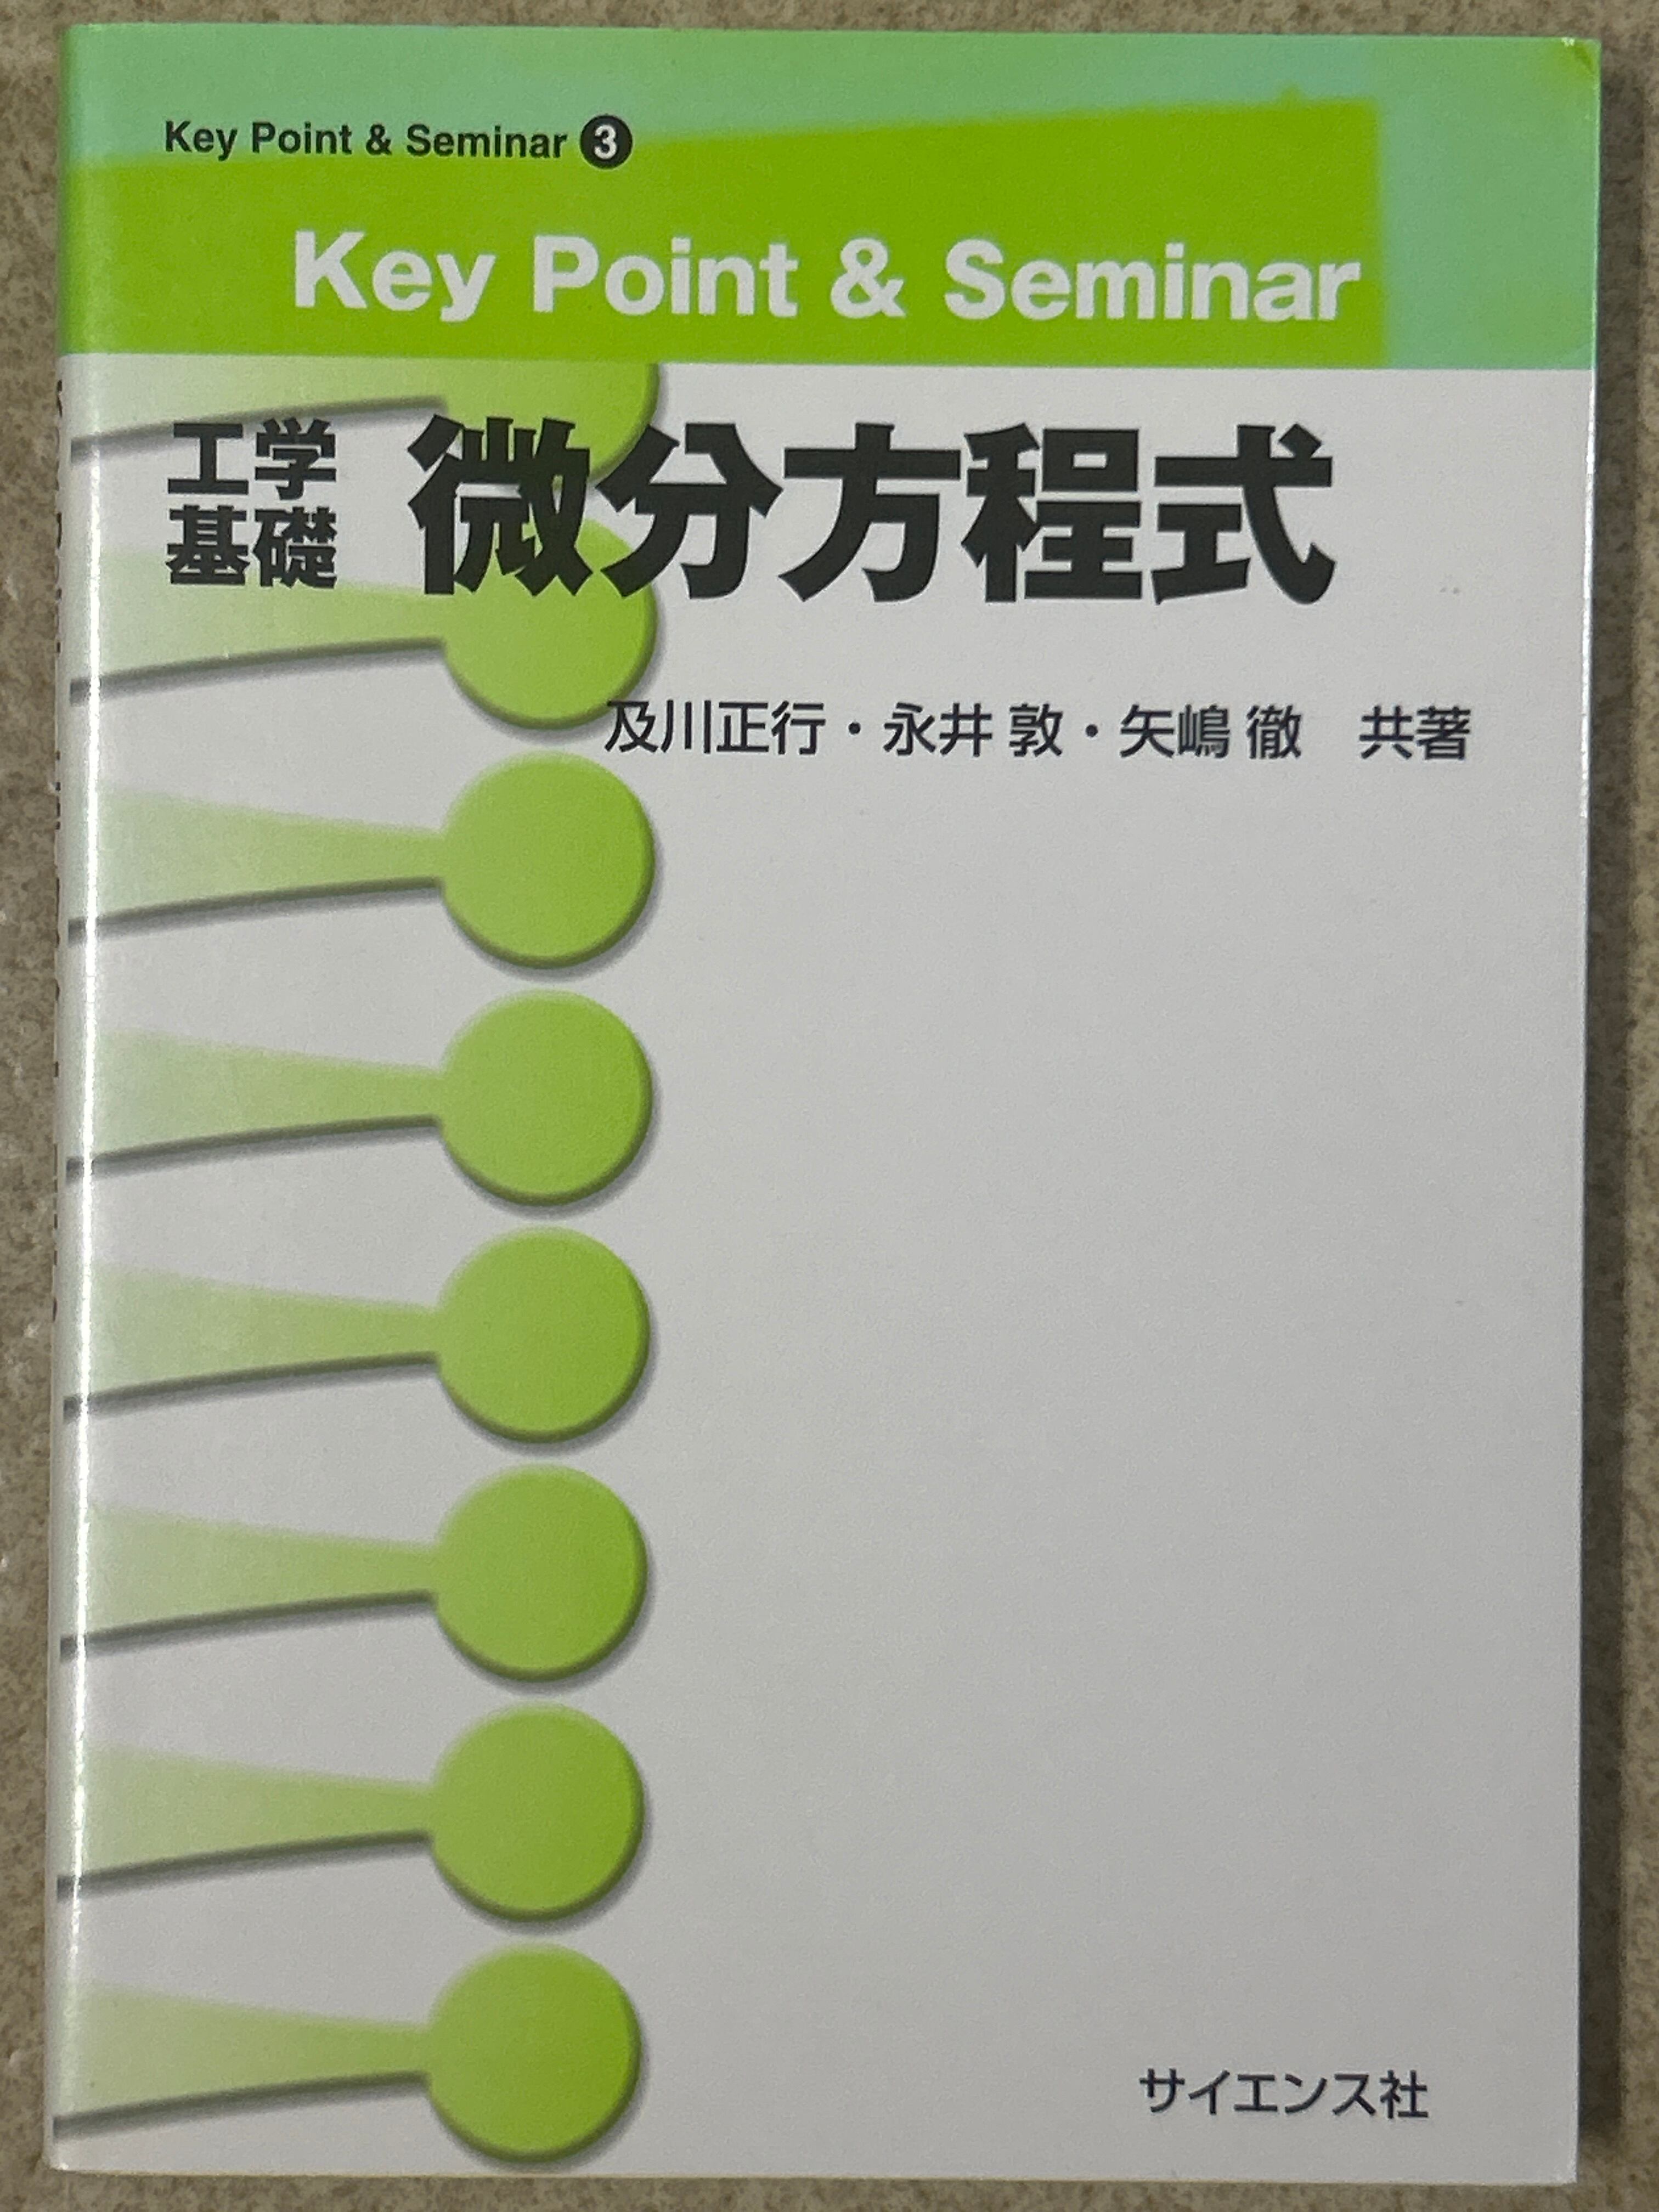 Key Point & Seminar 3
Key Point & Seminar
工学
基礎
微分方程式
及川正行・永井 敦・矢嶋 徹 共著
サイエンス社